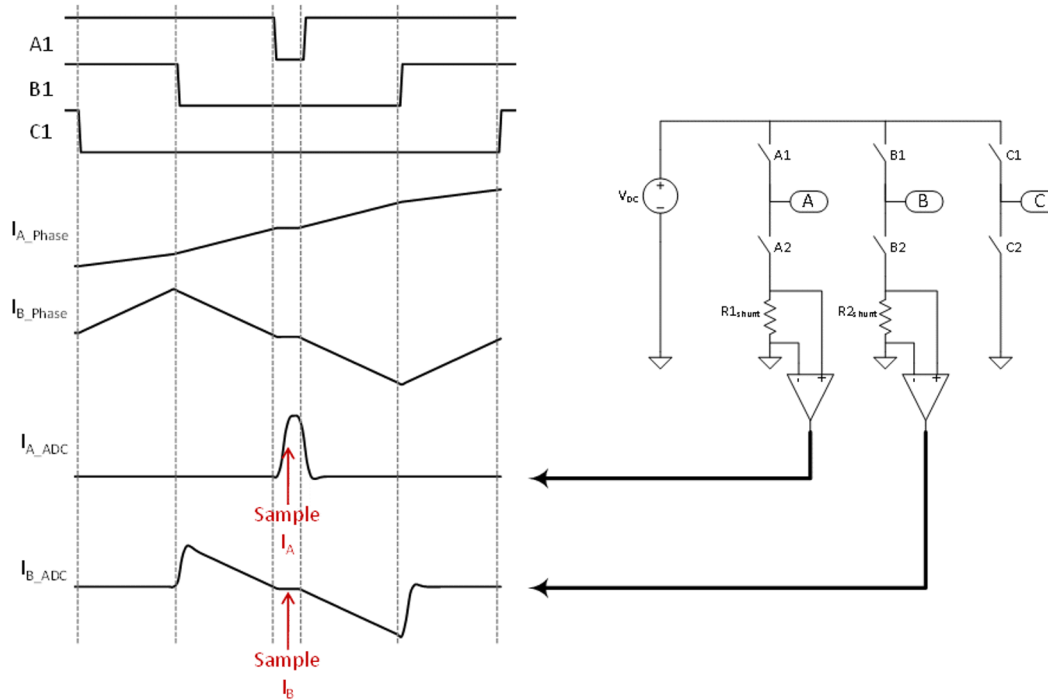 A1
B1
C1
I_A_Phase
I_B_Phase
I_A_ADC
Sample
I_A
I_B_ADC
Sample
I_B
V_DC
+
−
A1
B1
C1
A
B
C
A2
B2
C2
R1_shunt
R2_shunt
- +
- +